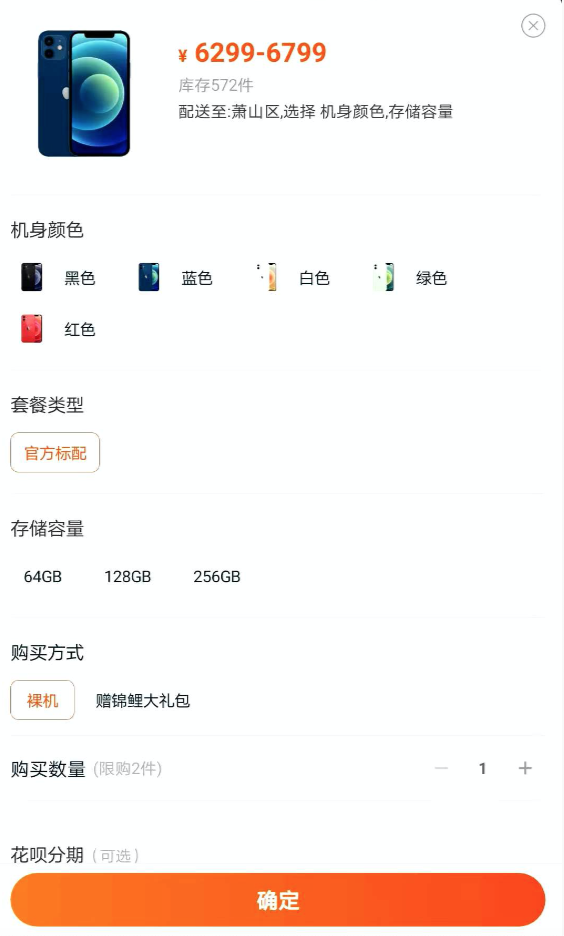 ¥ 6299-6799
库存572件
配送至:萧山区,选择 机身颜色,存储容量
机身颜色
黑色 蓝色 白色 绿色
红色
套餐类型
官方标配
存储容量
64GB 128GB 256GB
购买方式
裸机 赠锦鲤大礼包
购买数量 (限购2件) 1 +
花呗分期 (可选)
确定